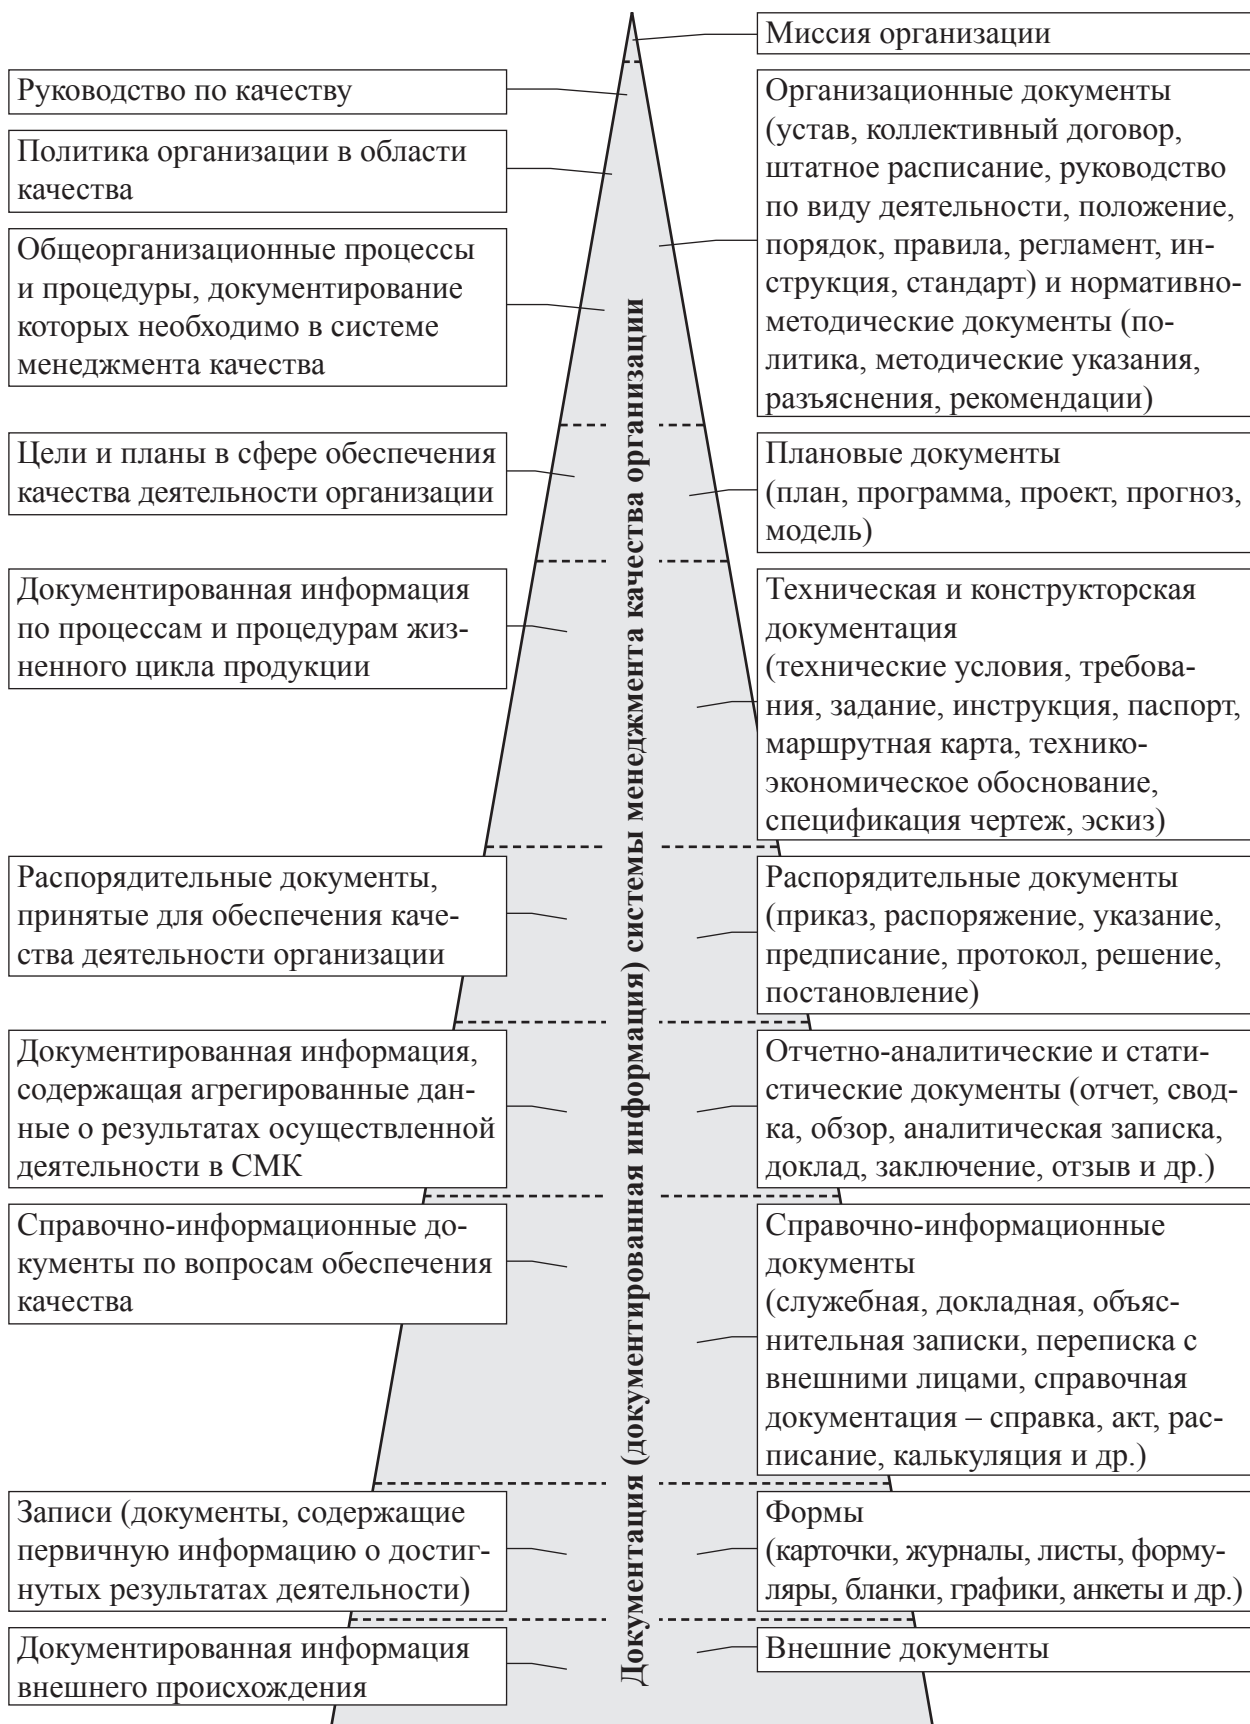 Миссия организации
Руководство по качеству
Политика организации в области
качества
Общеорганизационные процессы
и процедуры, документирование
которых необходимо в системе
менеджмента качества
Организационные документы
(устав, коллективный договор,
штатное расписание, руководство
по виду деятельности, положение,
порядок, правила, регламент, ин-
струкция, стандарт) и нормативно-
методические документы (по-
литика, методические указания,
разъяснения, рекомендации)
Цели и планы в сфере обеспечения
качества деятельности организации
Плановые документы
(план, программа, проект, прогноз,
модель)
Документированная информация
по процессам и процедурам жиз-
ненного цикла продукции
Техническая и конструкторская
документация
(технические условия, требова-
ния, задание, инструкция, паспорт,
маршрутная карта, технико-
экономическое обоснование,
спецификация чертеж, эскиз)
Распорядительные документы,
принятые для обеспечения каче-
ства деятельности организации
Распорядительные документы
(приказ, распоряжение, указание,
предписание, протокол, решение,
постановление)
Документированная информация,
содержащая агрегированные дан-
ные о результатах осуществленной
деятельности в СМК
Отчетно-аналитические и стати-
стические документы (отчет, свод-
ка, обзор, аналитическая записка,
доклад, заключение, отзыв и др.)
Справочно-информационные до-
кументы по вопросам обеспечения
качества
Справочно-информационные
документы
(служебная, докладная, объяс-
нительная записки, переписка с
внешними лицами, справочная
документация – справка, акт, рас-
писание, калькуляция и др.)
Записи (документы, содержащие
первичную информацию о достиг-
нутых результатах деятельности)
Формы
(карточки, журналы, листы, форму-
ляры, бланки, графики, анкеты и др.)
Документированная информация
внешнего происхождения
Внешние документы
Документация (документированная информация) системы менеджмента качества организации